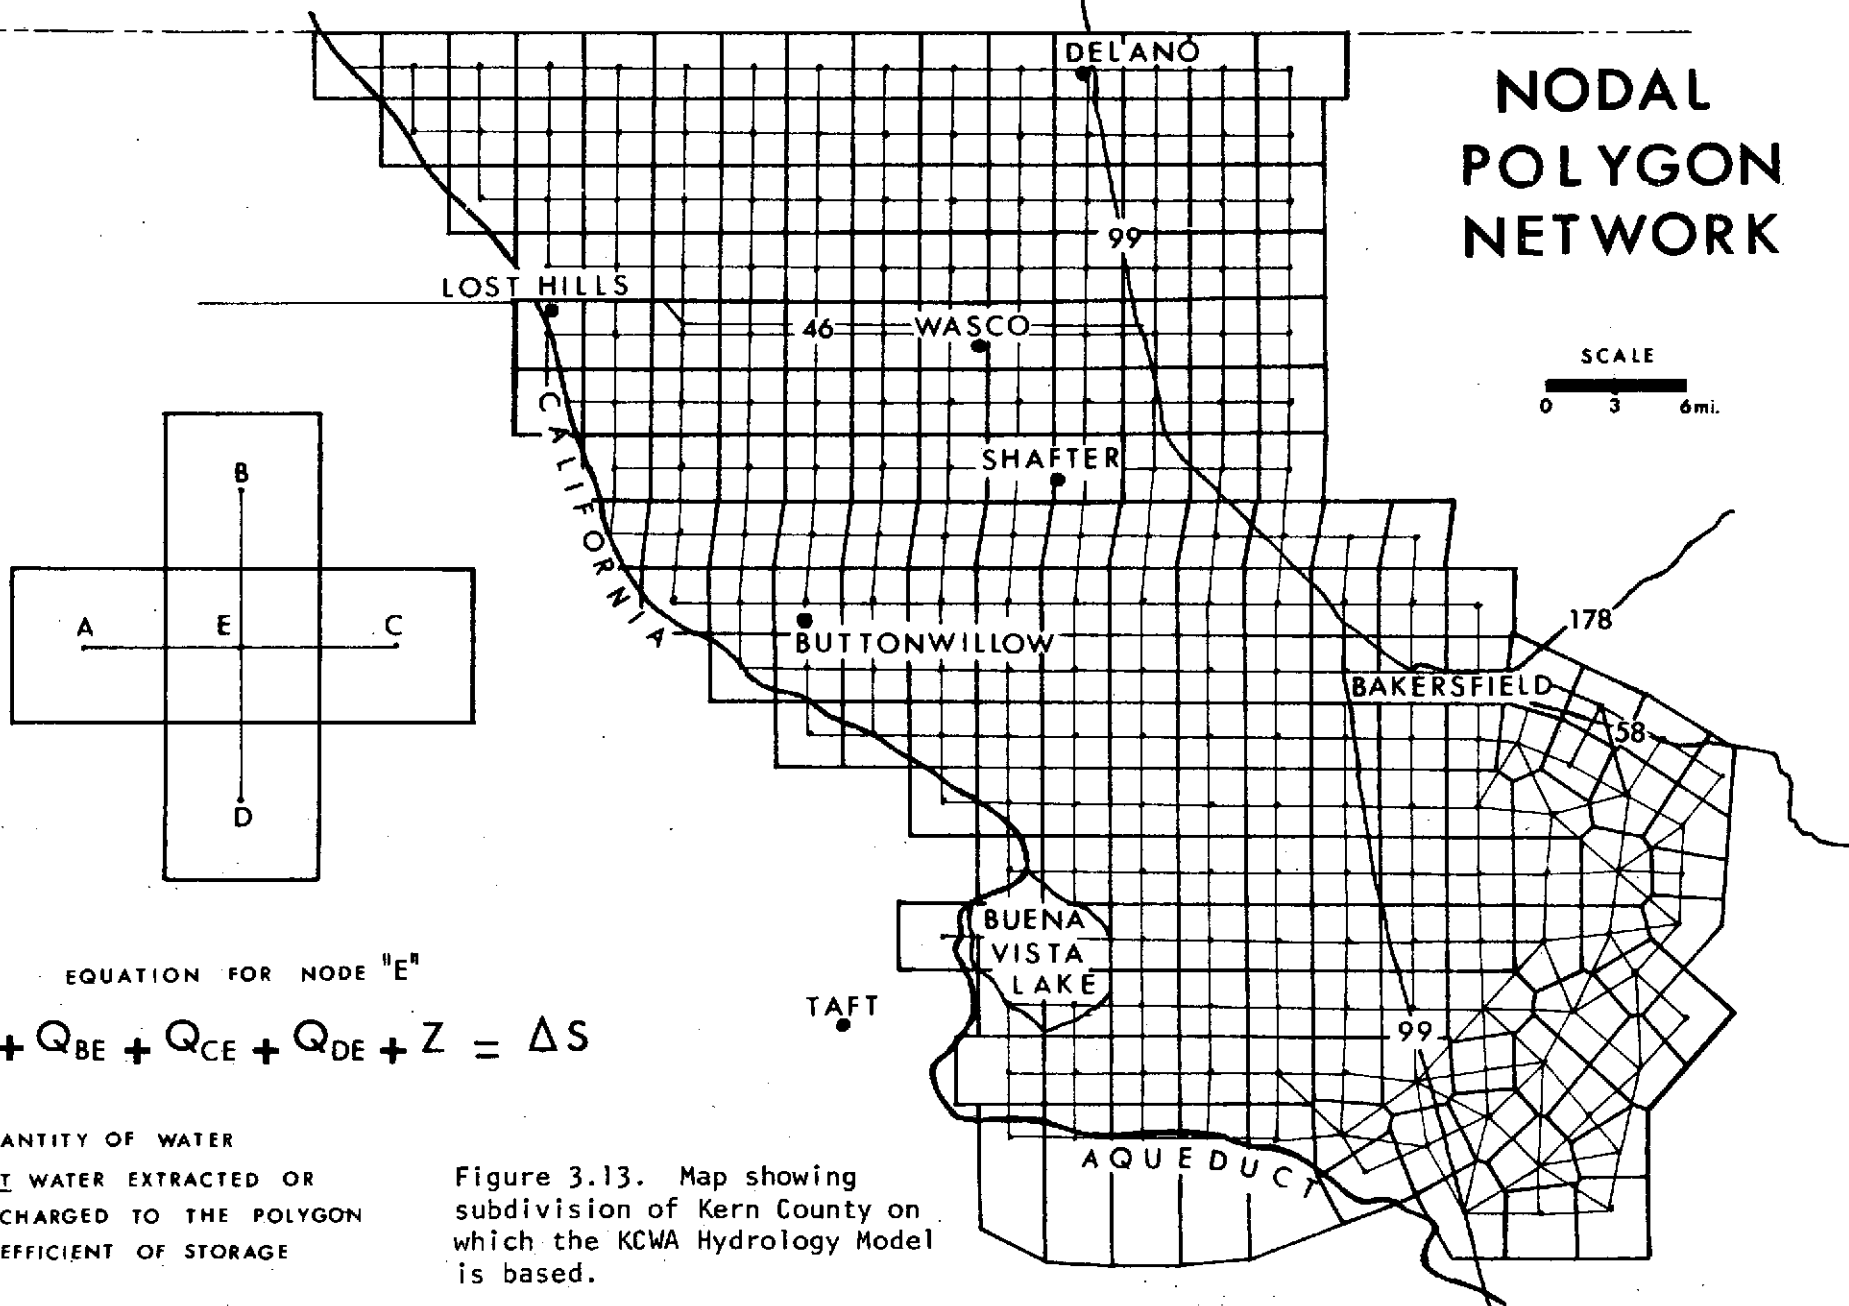 NODAL
POLYGON
NETWORK
DELANO
99
LOST HILLS
46
WASCO
SCALE
0 3 6mi.
CALIFORNIA
SHAFTER
B
A E C
D
178
BUTTONWILLOW
BAKERSFIELD
58
BUENA
VISTA
LAKE
TAFT
99
AQUEDUCT
EQUATION FOR NODE "E"
+ QBE + QCE + QDE + Z = ΔS
ANTITY OF WATER
T WATER EXTRACTED OR
CHARGED TO THE POLYGON
EFFICIENT OF STORAGE
Figure 3.13. Map showing
subdivision of Kern County on
which the KCWA Hydrology Model
is based.